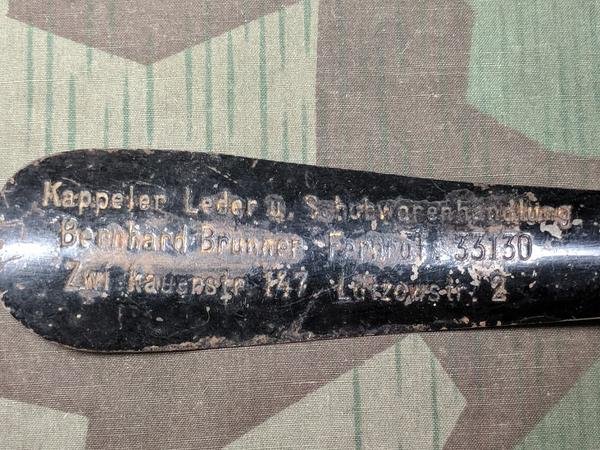 Kappeler Leder u. Schuhwarenhandlung
Bernhard Brunner Fernruf 33130
Zwickauerstr. 147 Lützowstr. 2